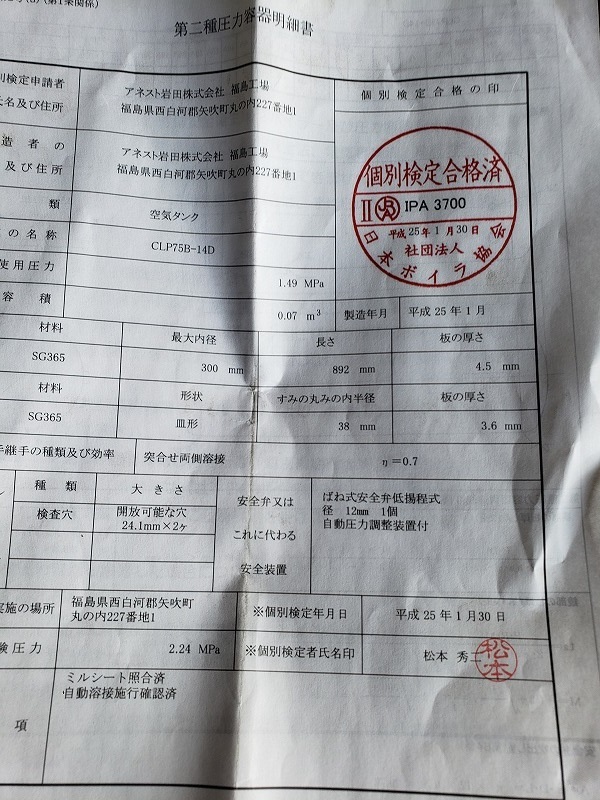 (第1条関係)
第二種圧力容器明細書
別検定申請者
氏名及び住所
アネスト岩田株式会社 福島工場
福島県西白河郡矢吹町丸の内227番地1
個別検定合格の印
造者の
及び住所
アネスト岩田株式会社 福島工場
福島県西白河郡矢吹町丸の内227番地1
個別検定合格済
II IPA 3700
平成25年1月30日
社団法人
日本ボイラ協会
類
空気タンク
の名称
CLP75B-14D
使用圧力
1.49 MPa
容積
0.07 m³
製造年月
平成25年1月
材料
最大内径
長さ
板の厚さ
SG365
300 mm
892 mm
4.5 mm
材料
形状
すみの丸みの内半径
板の厚さ
SG365
皿形
38 mm
3.6 mm
手継手の種類及び効率
突合せ両側溶接
η=0.7
種類
大きさ
検査穴
開放可能な穴
24.1mm×2ヶ
安全弁又は
これに代わる
安全装置
ばね式安全弁低揚程式
径 12mm 1個
自動圧力調整装置付
実施の場所
福島県西白河郡矢吹町
丸の内227番地1
※個別検定年月日
平成25年1月30日
検圧力
2.24 MPa
※個別検定者氏名印
松本 秀二
松本
項
ミルシート照合済
自動溶接施行確認済